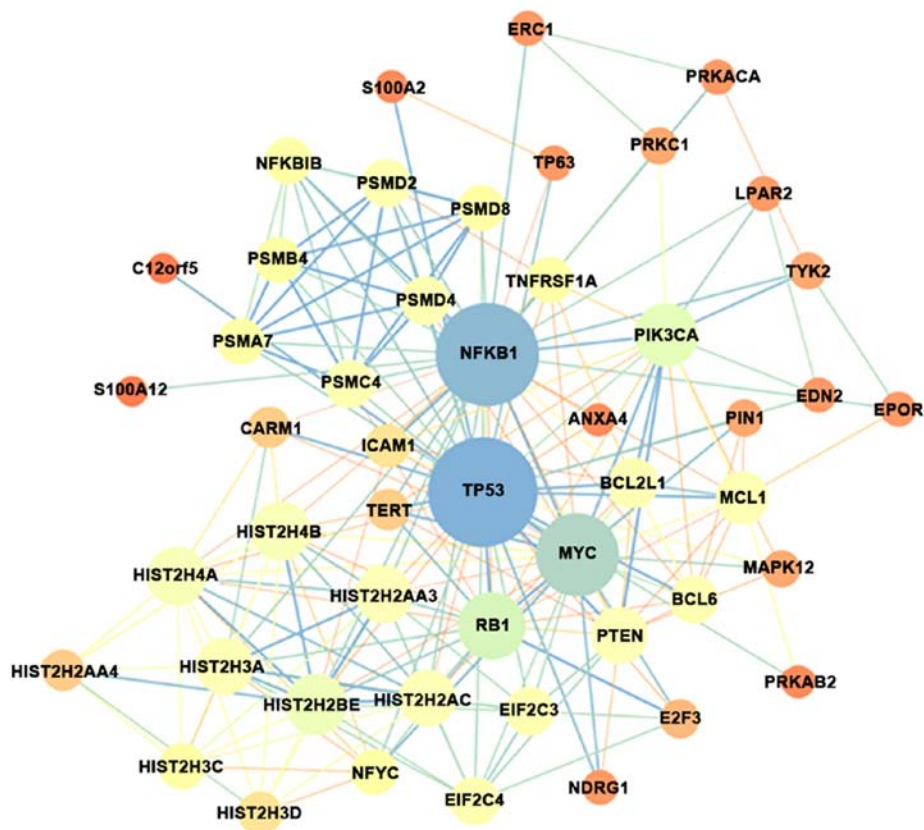 ERC1
PRKACA
S100A2
PRKC1
TP63
NFKBIB
PSMD2
LPAR2
PSMD8
PSMB4
C12orf5
TNFRSF1A
TYK2
PSMD4
PIK3CA
PSMA7
NFKB1
PSMC4
S100A12
EDN2
EPOR
ANXA4
PIN1
CARM1
ICAM1
BCL2L1
TP53
MCL1
TERT
HIST2H4B
MYC
HIST2H4A
MAPK12
HIST2H2AA3
BCL6
RB1
PTEN
HIST2H2AA4
HIST2H3A
PRKAB2
HIST2H2AC
HIST2H2BE
EIF2C3
E2F3
HIST2H3C
NFYC
NDRG1
EIF2C4
HIST2H3D